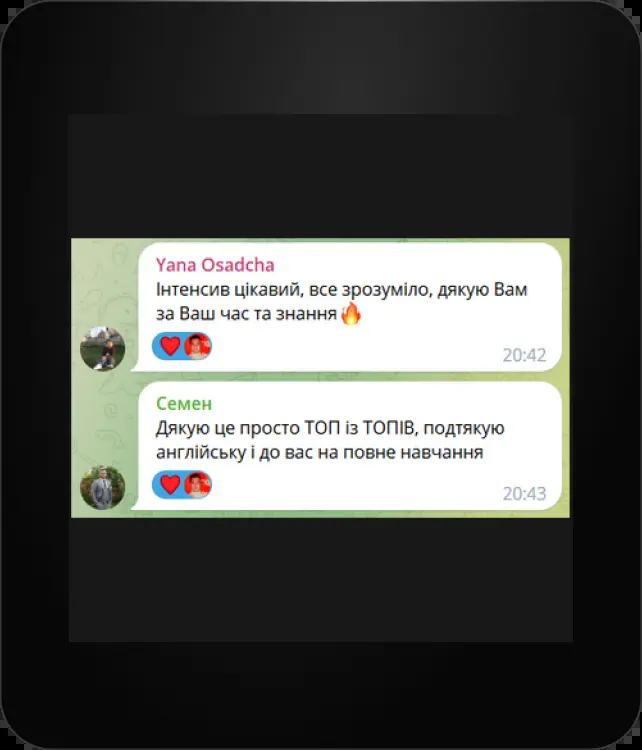 Yana Osadcha
Інтенсив цікавий, все зрозуміло, дякую Вам
за Ваш час та знання🔥
20:42
Семен
Дякую це просто ТОП із ТОПІВ, подтякую
англійську і до вас на повне навчання
20:43